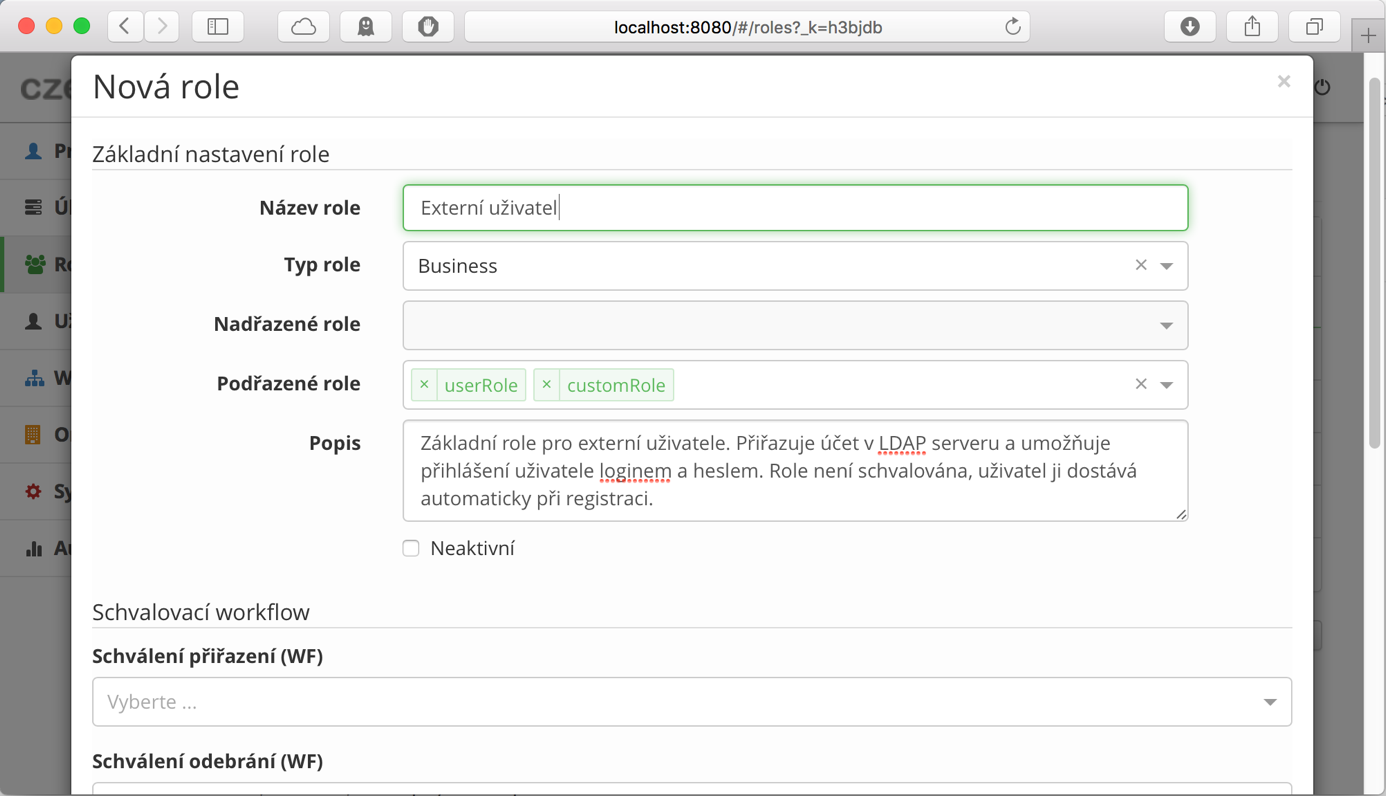 localhost:8080/#/roles?_k=h3bjdb
Nová role
×
Základní nastavení role
Název role
Externí uživatel
Typ role
Business
Nadřazené role
Podřazené role
× userRole × customRole
Popis
Základní role pro externí uživatele. Přiřazuje účet v LDAP serveru a umožňuje
přihlášení uživatele loginem a heslem. Role není schvalována, uživatel ji dostává
automaticky při registraci.
Neaktivní
Schvalovací workflow
Schválení přiřazení (WF)
Vyberte ...
Schválení odebrání (WF)